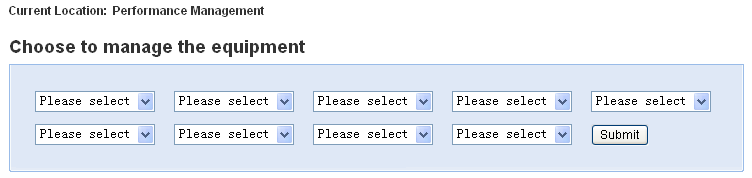 Current Location: Performance Management
Choose to manage the equipment
Please select Please select Please select Please select Please select
Please select Please select Please select Please select Submit